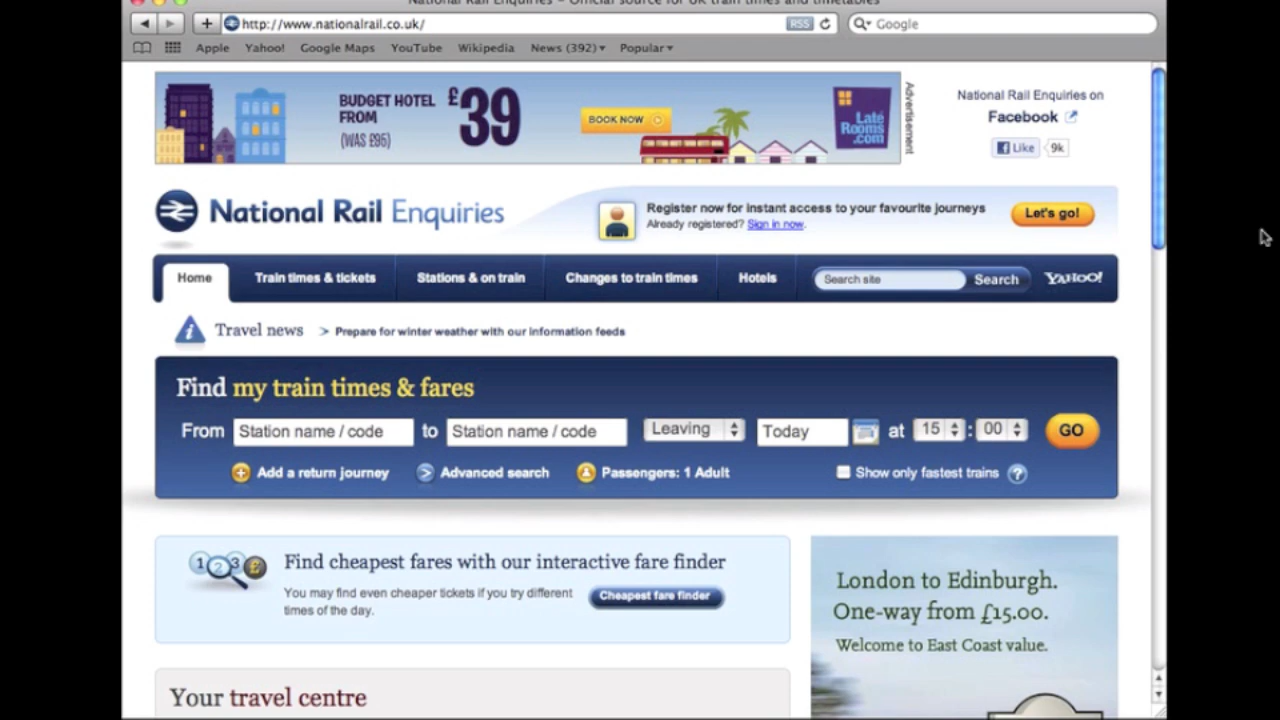 National Rail Enquiries - Official source for UK train times and timetables
http://www.nationalrail.co.uk/
RSS
Google
Apple
Yahoo!
Google Maps
YouTube
Wikipedia
News (392)
Popular
BUDGET HOTEL
FROM
(WAS £95)
£39
BOOK NOW
Late
Rooms
.com
Advertisement
National Rail Enquiries on
Facebook
Like
9k
National Rail Enquiries
Register now for instant access to your favourite journeys
Already registered? Sign in now.
Let's go!
Home
Train times & tickets
Stations & on train
Changes to train times
Hotels
Search site
Search
YAHOO!
Travel news > Prepare for winter weather with our information feeds
Find my train times & fares
From Station name / code to Station name / code Leaving Today at 15 : 00 GO
Add a return journey
Advanced search
Passengers: 1 Adult
Show only fastest trains ?
1 2 3 £
Find cheapest fares with our interactive fare finder
You may find even cheaper tickets if you try different
times of the day.
Cheapest fare finder
London to Edinburgh.
One-way from £15.00.
Welcome to East Coast value.
Your travel centre